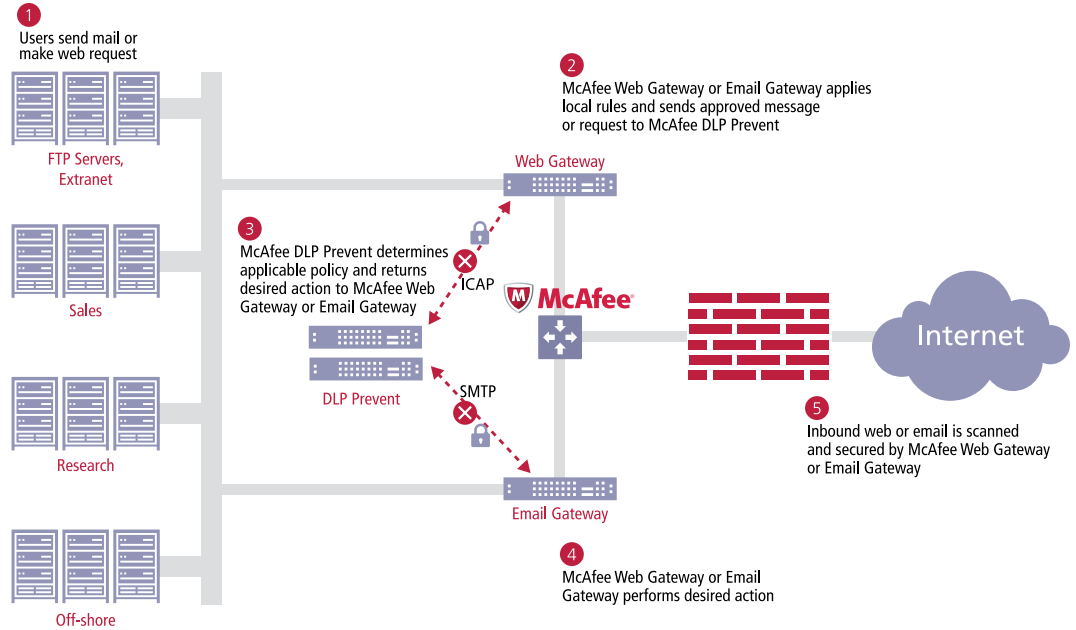 1
Users send mail or
make web request
FTP Servers,
Extranet
Sales
Research
Off-shore
2
McAfee Web Gateway or Email Gateway applies
local rules and sends approved message
or request to McAfee DLP Prevent
Web Gateway
3
McAfee DLP Prevent determines
applicable policy and returns
desired action to McAfee Web
Gateway or Email Gateway
ICAP
DLP Prevent
SMTP
McAfee
Email Gateway
4
McAfee Web Gateway or Email
Gateway performs desired action
Internet
5
Inbound web or email is scanned
and secured by McAfee Web Gateway
or Email Gateway